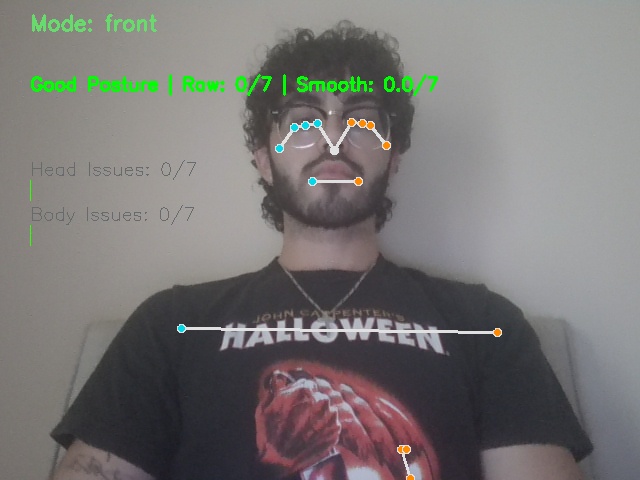 Mode: front
Good Posture | Raw: 0/7 | Smooth: 0.0/7
Head Issues: 0/7
Body Issues: 0/7
JOHN CARPENTER'S
HALLOWEEN